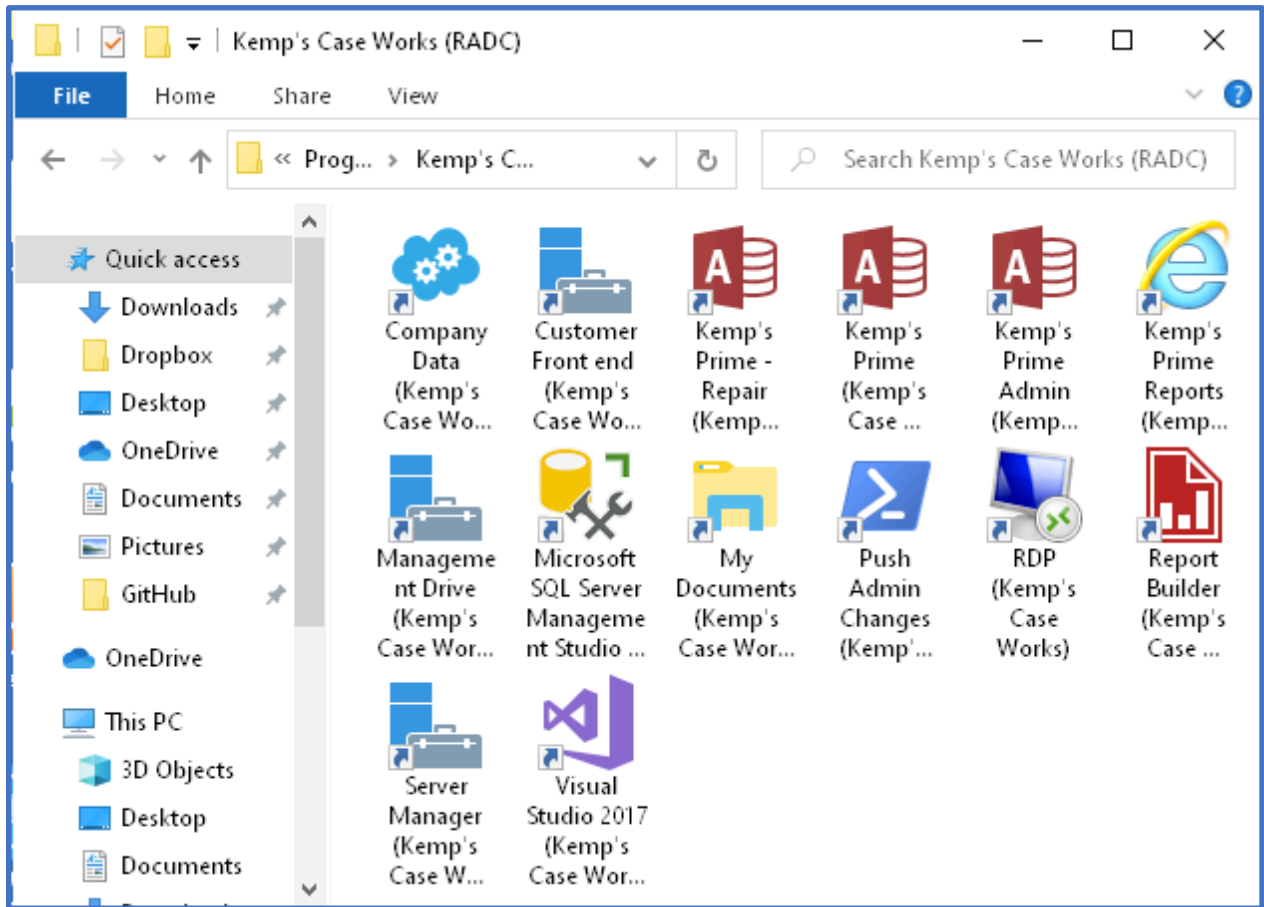 Kemp's Case Works (RADC)
File Home Share View
« Prog... › Kemp's C...
Search Kemp's Case Works (RADC)
Quick access
Downloads
Dropbox
Desktop
OneDrive
Documents
Pictures
GitHub
OneDrive
This PC
3D Objects
Desktop
Documents
Company
Data
(Kemp's
Case Wo...
Customer
Front end
(Kemp's
Case Wo...
Kemp's
Prime -
Repair
(Kemp...
Kemp's
Prime
(Kemp's
Case ...
Kemp's
Prime
Admin
(Kemp...
Kemp's
Prime
Reports
(Kemp...
Manageme
nt Drive
(Kemp's
Case Wor...
Microsoft
SQL Server
Manageme
nt Studio ...
My
Documents
(Kemp's
Case Wor...
Push
Admin
Changes
(Kemp'...
RDP
(Kemp's
Case
Works)
Report
Builder
(Kemp's
Case ...
Server
Manager
(Kemp's
Case W...
Visual
Studio 2017
(Kemp's
Case Wor...